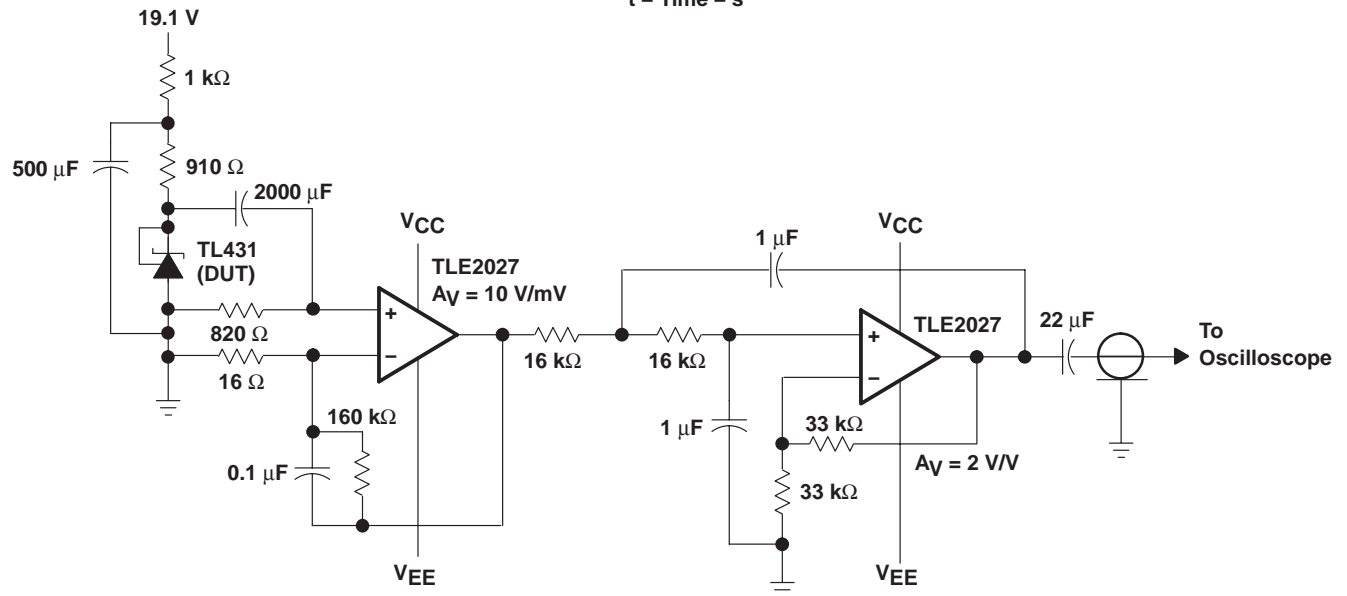 t – Time – s
19.1 V
1 kΩ
500 μF
910 Ω
2000 μF
TL431
(DUT)
820 Ω
16 Ω
160 kΩ
0.1 μF
VCC
TLE2027
AV = 10 V/mV
+
–
VEE
16 kΩ
16 kΩ
1 μF
1 μF
VCC
TLE2027
+
–
33 kΩ
AV = 2 V/V
33 kΩ
VEE
22 μF
To
Oscilloscope